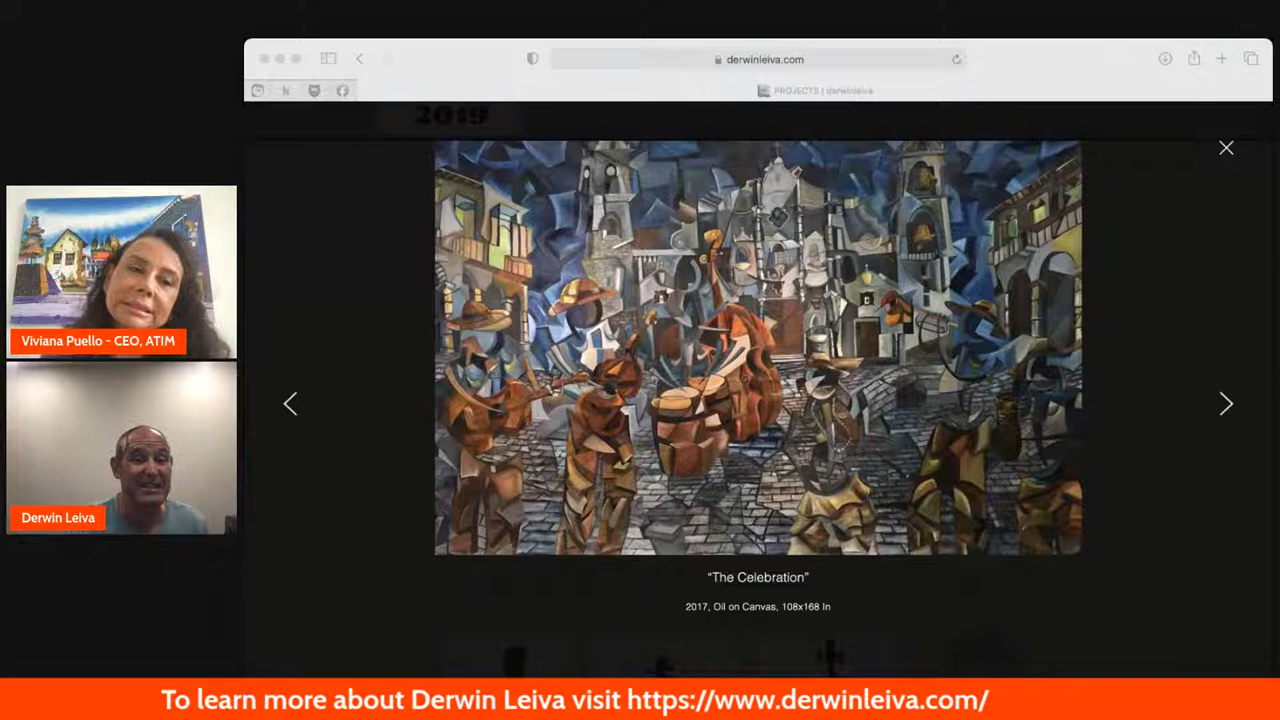 derwinleiva.com
PROJECTS | derwinleiva
2019
Viviana Puello - CEO, ATIM
Derwin Leiva
“The Celebration”
2017, Oil on Canvas, 108x168 In
To learn more about Derwin Leiva visit https://www.derwinleiva.com/